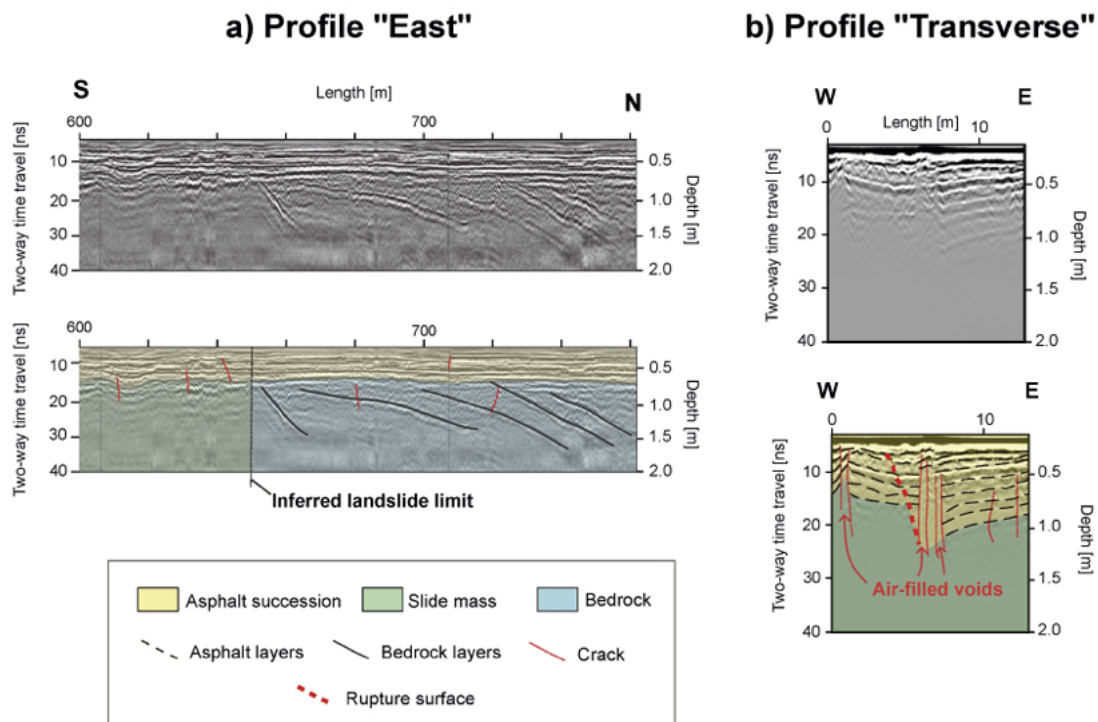 a) Profile "East"
b) Profile "Transverse"
S
Length [m]
N
600
700
Two-way time travel [ns]
10
20
30
40
0.5
1.0
1.5
2.0
Depth [m]
600
700
Two-way time travel [ns]
10
20
30
40
0.5
1.0
1.5
2.0
Depth [m]
Inferred landslide limit
W
E
0
Length [m]
10
Two-way time travel [ns]
10
20
30
40
0.5
1.0
1.5
2.0
Depth [m]
W
E
0
10
Two-way time travel [ns]
10
20
30
40
0.5
1.0
1.5
2.0
Depth [m]
Air-filled voids
Asphalt succession
Slide mass
Bedrock
Asphalt layers
Bedrock layers
Crack
Rupture surface